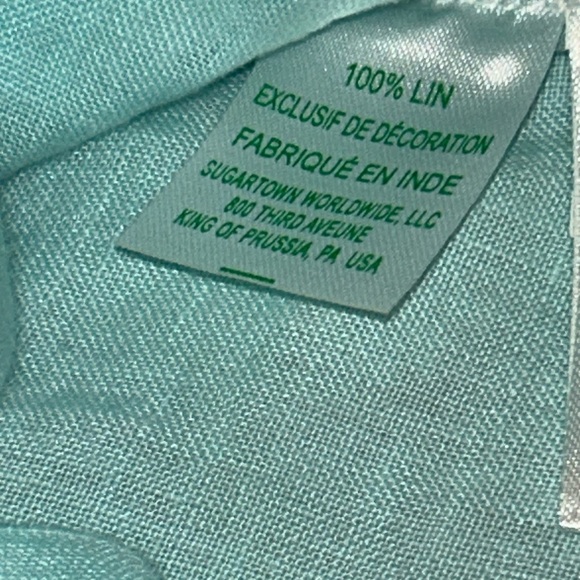 100% LIN
EXCLUSIF DE DÉCORATION
FABRIQUÉ EN INDE
SUGARTOWN WORLDWIDE, LLC
800 THIRD AVEUNE
KING OF PRUSSIA, PA USA